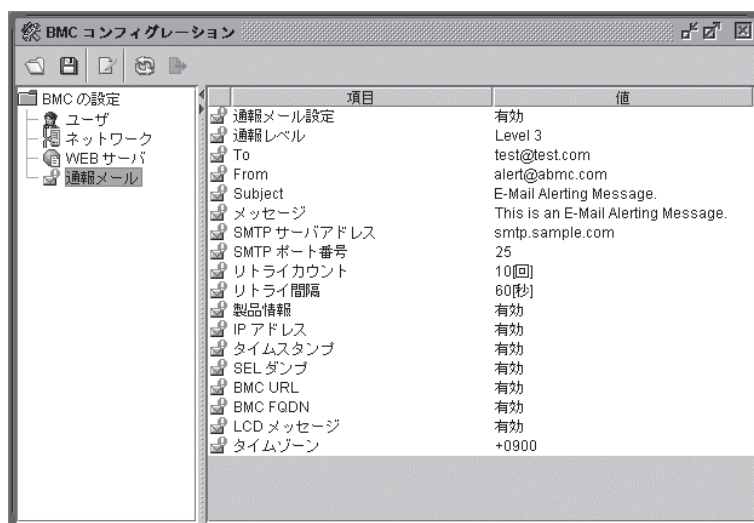 BMC コンフィグレーション
BMC の設定
ユーザ
ネットワーク
WEB サーバ
通報メール
項目 値
通報メール設定 有効
通報レベル Level 3
To test@test.com
From alert@abmc.com
Subject E-Mail Alerting Message.
メッセージ This is an E-Mail Alerting Message.
SMTP サーバアドレス smtp.sample.com
SMTP ポート番号 25
リトライカウント 10[回]
リトライ間隔 60[秒]
製品情報 有効
IP アドレス 有効
タイムスタンプ 有効
SEL ダンプ 有効
BMC URL 有効
BMC FQDN 有効
LCD メッセージ 有効
タイムゾーン +0900